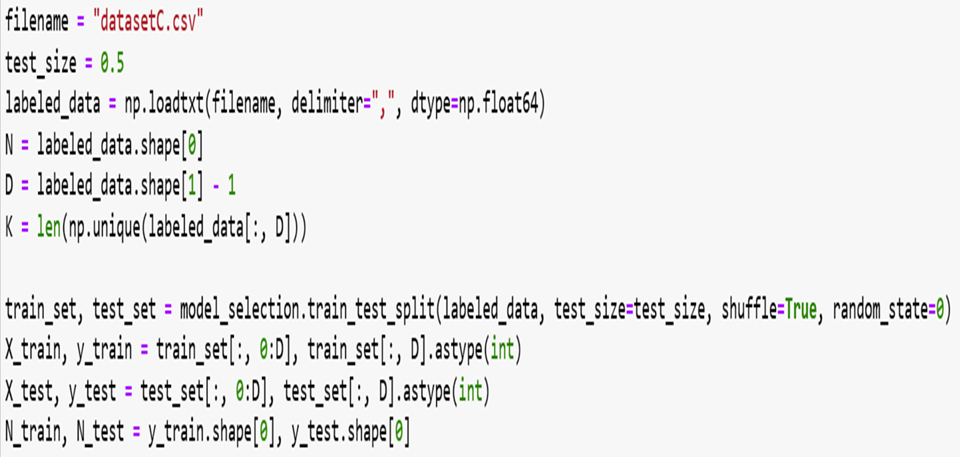 filename = "datasetC.csv"
test_size = 0.5
labeled_data = np.loadtxt(filename, delimiter=",", dtype=np.float64)
N = labeled_data.shape[0]
D = labeled_data.shape[1] - 1
K = len(np.unique(labeled_data[:, D]))
train_set, test_set = model_selection.train_test_split(labeled_data, test_size=test_size, shuffle=True, random_state=0)
X_train, y_train = train_set[:, 0:D], train_set[:, D].astype(int)
X_test, y_test = test_set[:, 0:D], test_set[:, D].astype(int)
N_train, N_test = y_train.shape[0], y_test.shape[0]